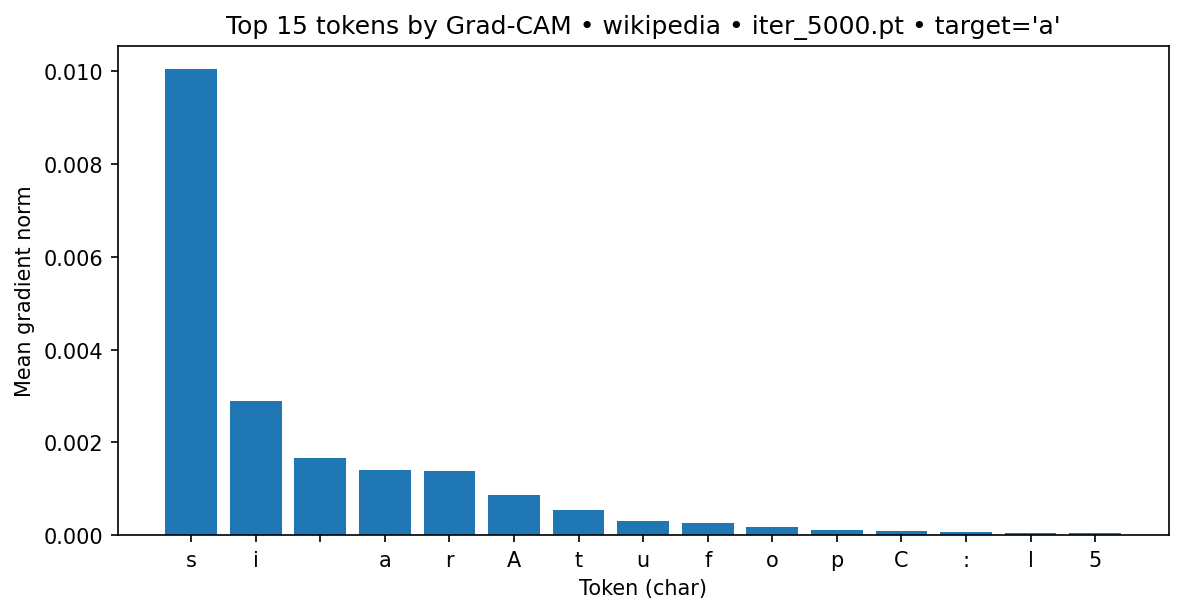 Top 15 tokens by Grad-CAM • wikipedia • iter_5000.pt • target='a'
Mean gradient norm
0.010
0.008
0.006
0.004
0.002
0.000
s i a r A t u f o p C : l 5
Token (char)